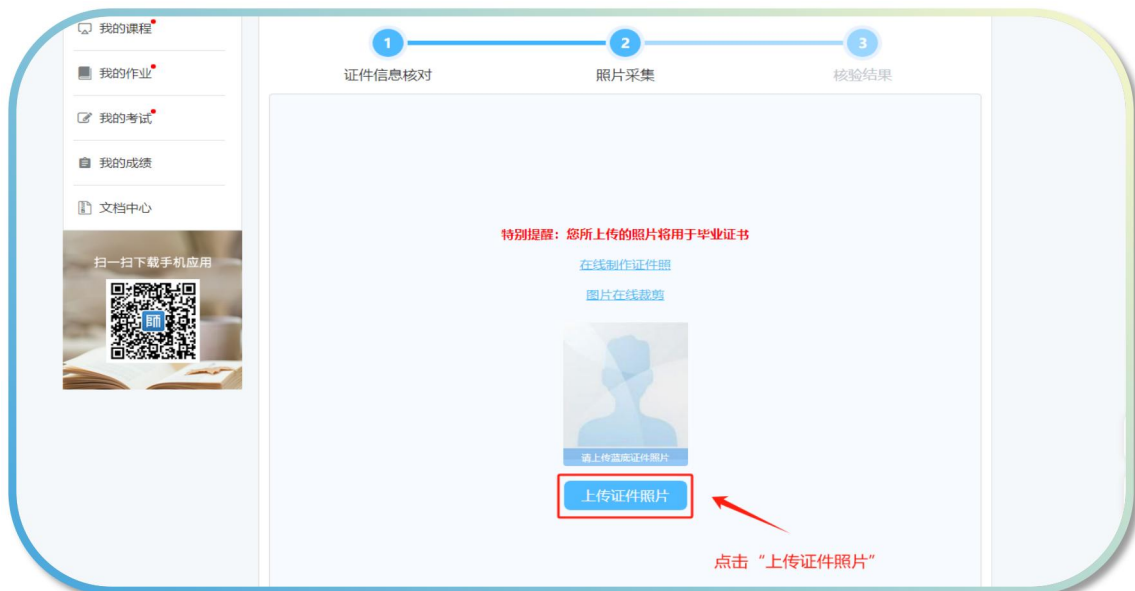 我的课程
我的作业
我的考试
我的成绩
文档中心
扫一扫下载手机应用
師
1
2
3
证件信息核对
照片采集
核验结果
特别提醒：您所上传的照片将用于毕业证书
在线制作证件照
图片在线裁剪
请上传蓝底证件照片
上传证件照片
点击“上传证件照片”